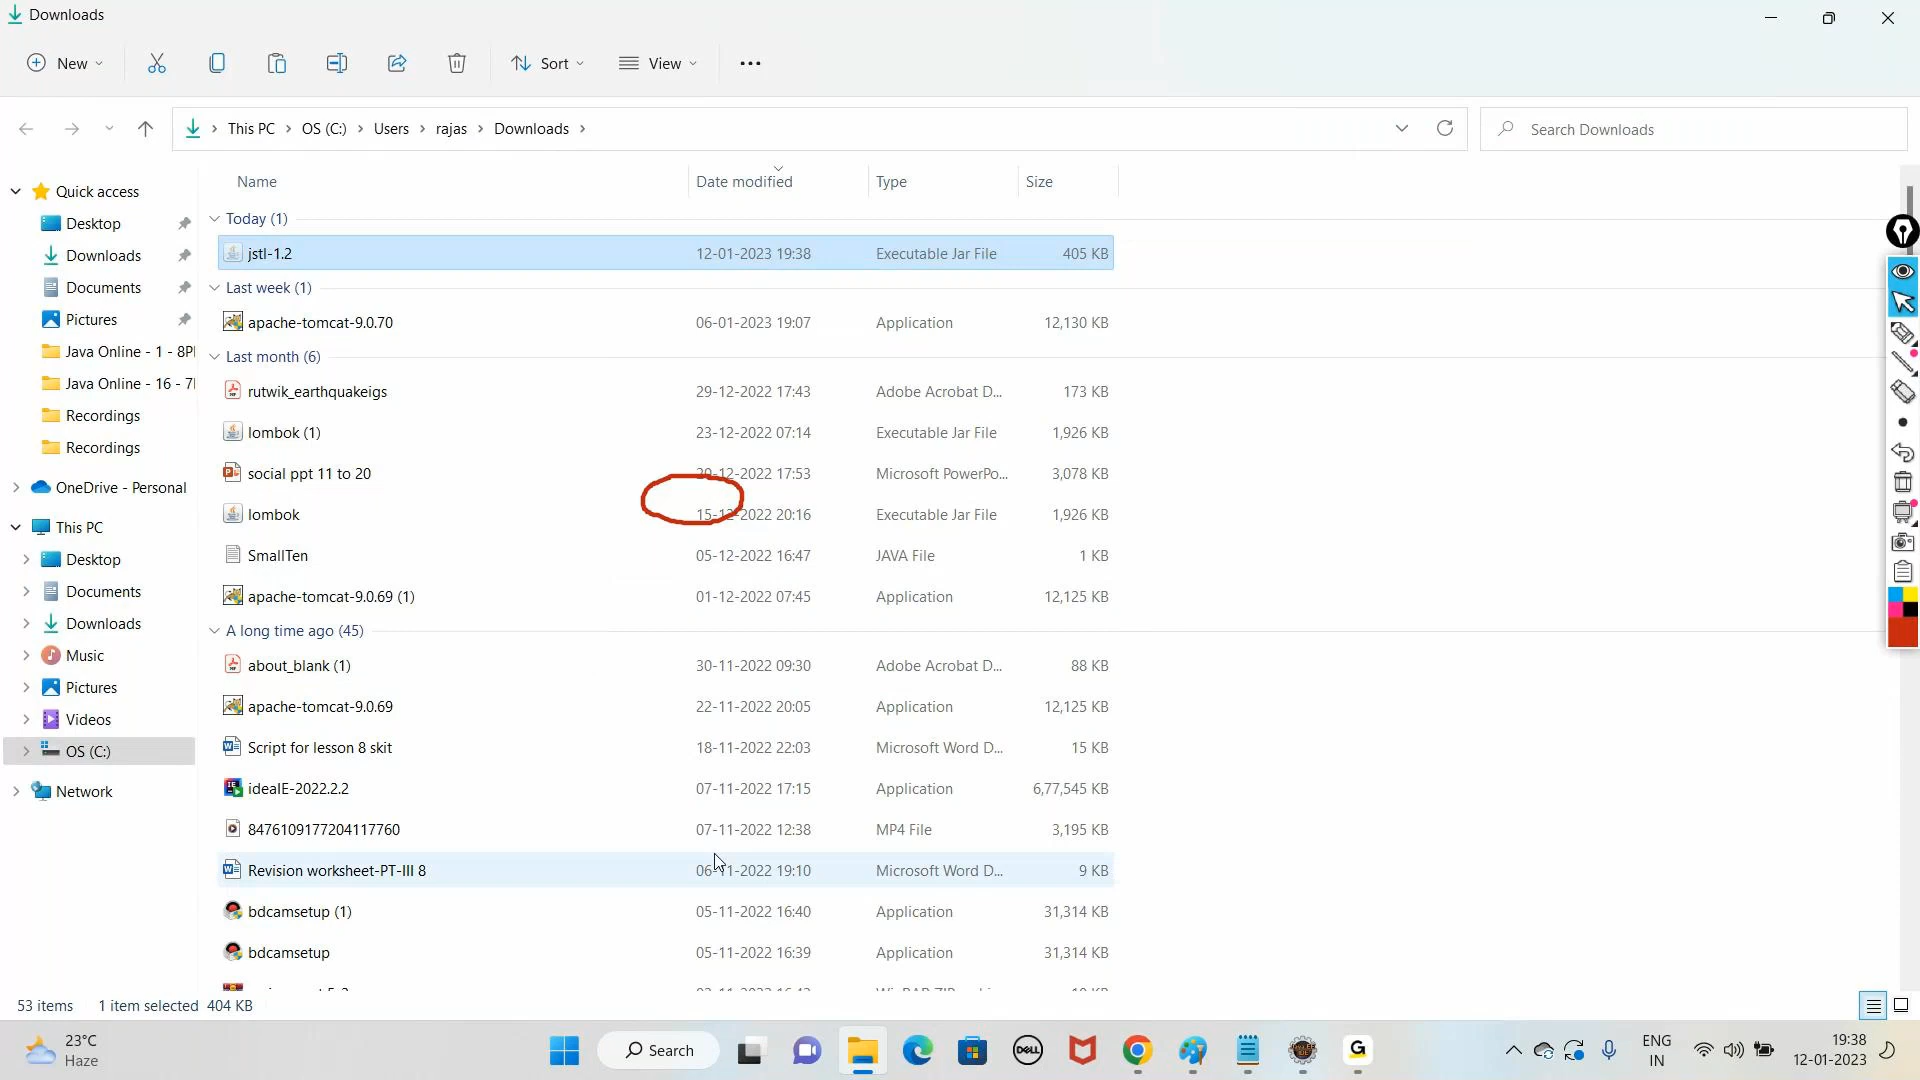 Downloads
New
Sort
View
This PC > OS (C:) > Users > rajas > Downloads >
Search Downloads
Name Date modified Type Size
Quick access
Desktop
Downloads
Documents
Pictures
Java Online - 1 - 8P
Java Online - 16 - 7
Recordings
Recordings
OneDrive - Personal
This PC
Desktop
Documents
Downloads
Music
Pictures
Videos
OS (C:)
Network
Today (1)
jstl-1.2 12-01-2023 19:38 Executable Jar File 405 KB
Last week (1)
apache-tomcat-9.0.70 06-01-2023 19:07 Application 12,130 KB
Last month (6)
rutwik_earthquakeigs 29-12-2022 17:43 Adobe Acrobat D... 173 KB
lombok (1) 23-12-2022 07:14 Executable Jar File 1,926 KB
social ppt 11 to 20 20-12-2022 17:53 Microsoft PowerPo... 3,078 KB
lombok 15-12-2022 20:16 Executable Jar File 1,926 KB
SmallTen 05-12-2022 16:47 JAVA File 1 KB
apache-tomcat-9.0.69 (1) 01-12-2022 07:45 Application 12,125 KB
A long time ago (45)
about_blank (1) 30-11-2022 09:30 Adobe Acrobat D... 88 KB
apache-tomcat-9.0.69 22-11-2022 20:05 Application 12,125 KB
Script for lesson 8 skit 18-11-2022 22:03 Microsoft Word D... 15 KB
ideaIE-2022.2.2 07-11-2022 17:15 Application 6,77,545 KB
8476109177204117760 07-11-2022 12:38 MP4 File 3,195 KB
Revision worksheet-PT-III 8 06-11-2022 19:10 Microsoft Word D... 9 KB
bdcamsetup (1) 05-11-2022 16:40 Application 31,314 KB
bdcamsetup 05-11-2022 16:39 Application 31,314 KB
53 items 1 item selected 404 KB
23°C
Haze
Search
DELL
ENG
IN
19:38
12-01-2023